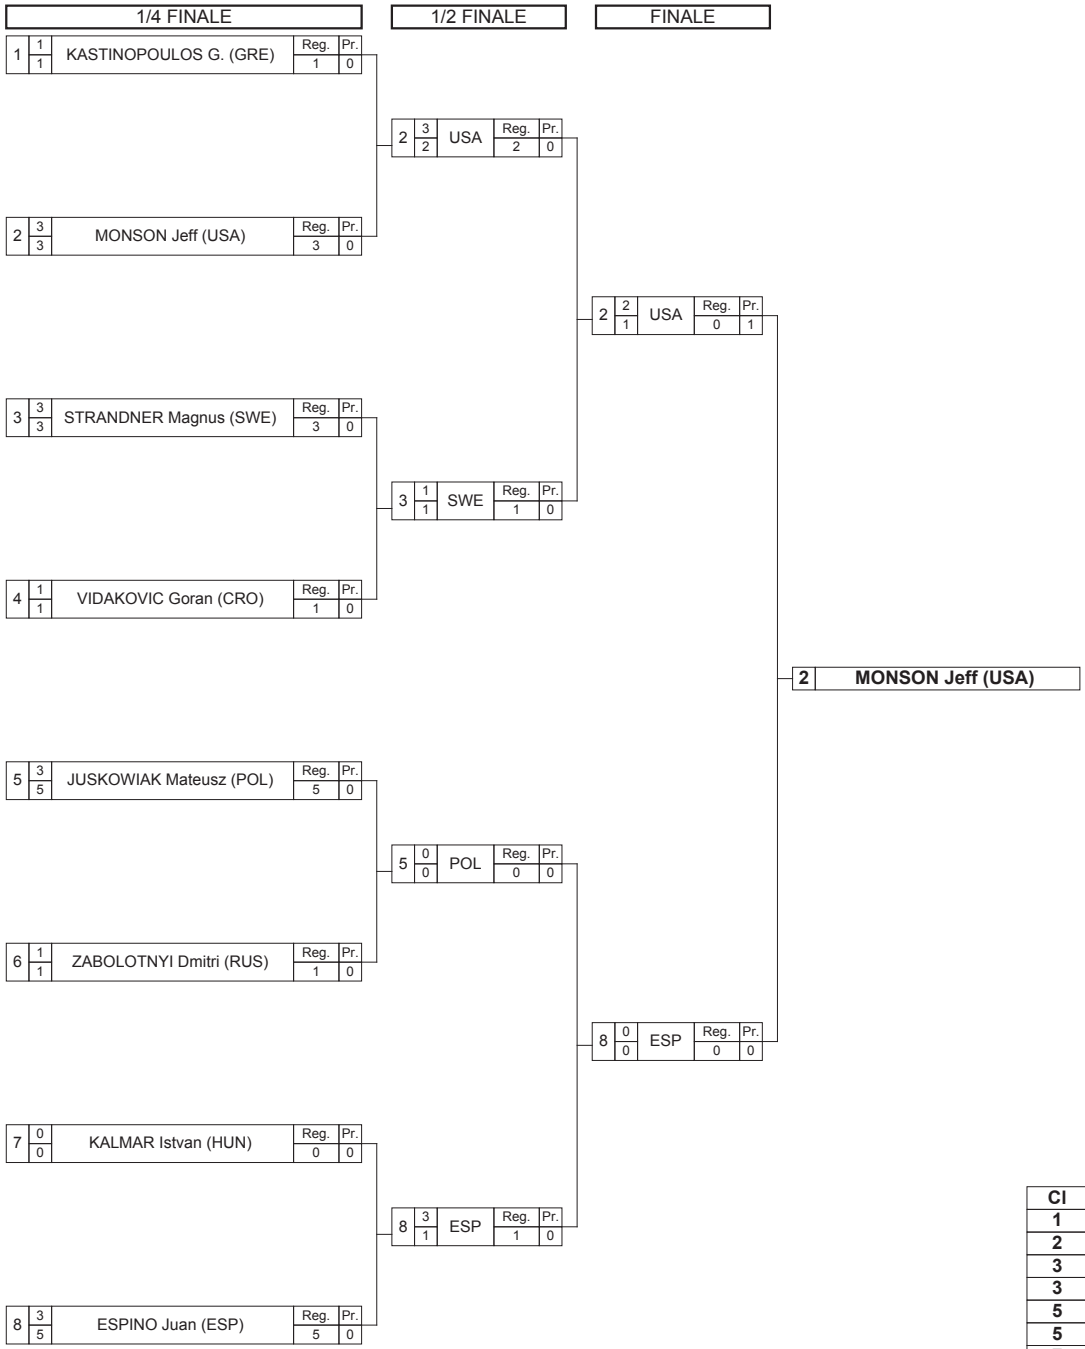 1/4 FINALE 1/2 FINALE FINALE
1 1 KASTINOPOULOS G. (GRE) Reg. Pr.
1 1 0
2 3 USA Reg. Pr.
2 2 0
2 3 MONSON Jeff (USA) Reg. Pr.
3 3 0
2 2 USA Reg. Pr.
1 0 1
3 3 STRANDNER Magnus (SWE) Reg. Pr.
3 3 0
3 1 SWE Reg. Pr.
1 1 0
4 1 VIDAKOVIC Goran (CRO) Reg. Pr.
1 1 0
2 MONSON Jeff (USA)
5 3 JUSKOWIAK Mateusz (POL) Reg. Pr.
5 5 0
5 0 POL Reg. Pr.
0 0 0
6 1 ZABOLOTNYI Dmitri (RUS) Reg. Pr.
1 1 0
8 0 ESP Reg. Pr.
0 0 0
7 0 KALMAR Istvan (HUN) Reg. Pr.
0 0 0
8 3 ESP Reg. Pr.
1 1 0
8 3 ESPINO Juan (ESP) Reg. Pr.
5 5 0
Cl
1
2
3
3
5
5